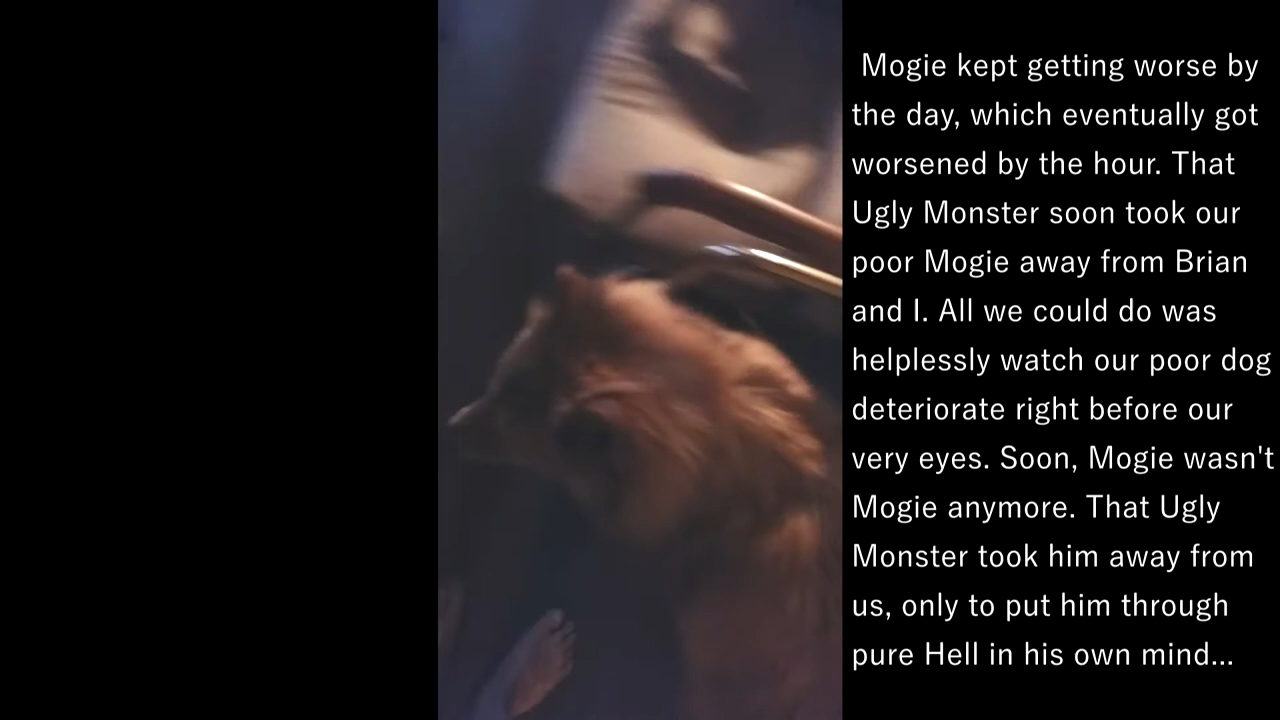 Mogie kept getting worse by
the day, which eventually got
worsened by the hour. That
Ugly Monster soon took our
poor Mogie away from Brian
and I. All we could do was
helplessly watch our poor dog
deteriorate right before our
very eyes. Soon, Mogie wasn't
Mogie anymore. That Ugly
Monster took him away from
us, only to put him through
pure Hell in his own mind...